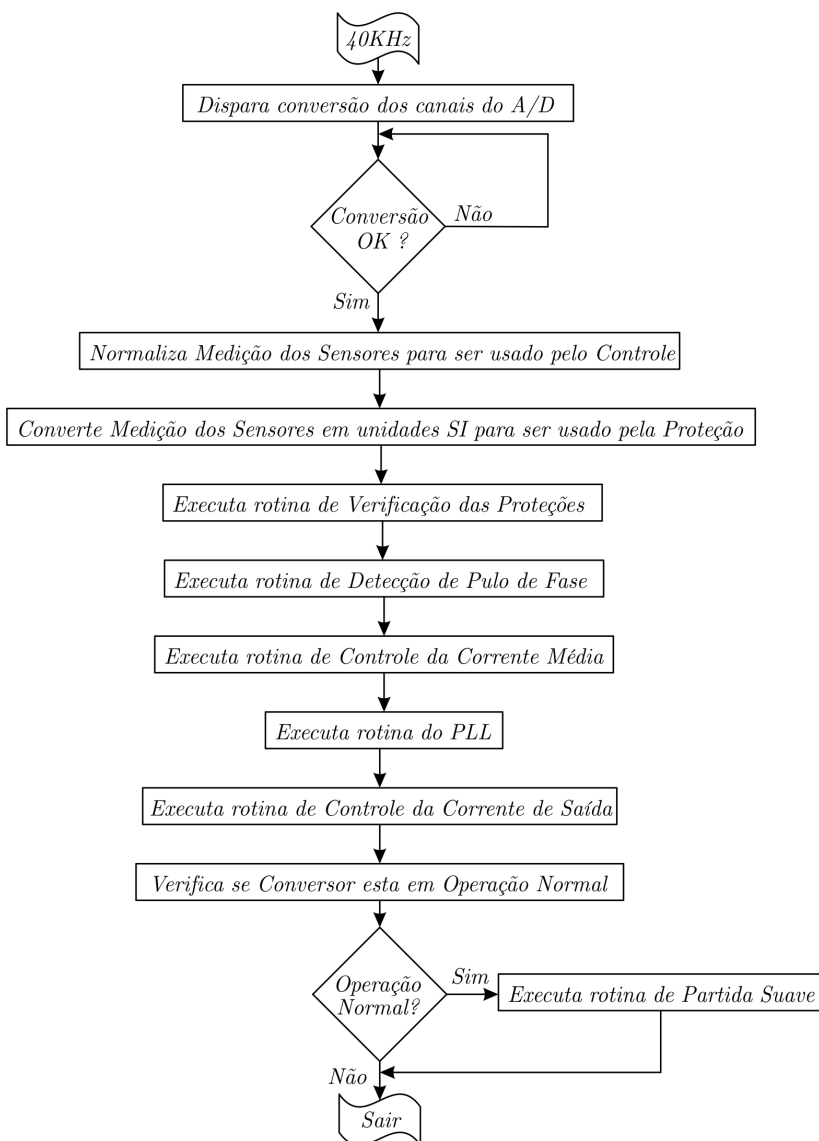 40KHz
Dispara conversão dos canais do A/D
Conversão
OK ?
Não
Sim
Normaliza Medição dos Sensores para ser usado pelo Controle
Converte Medição dos Sensores em unidades SI para ser usado pela Proteção
Executa rotina de Verificação das Proteções
Executa rotina de Detecção de Pulo de Fase
Executa rotina de Controle da Corrente Média
Executa rotina do PLL
Executa rotina de Controle da Corrente de Saída
Verifica se Conversor esta em Operação Normal
Operação
Normal?
Sim
Executa rotina de Partida Suave
Não
Sair